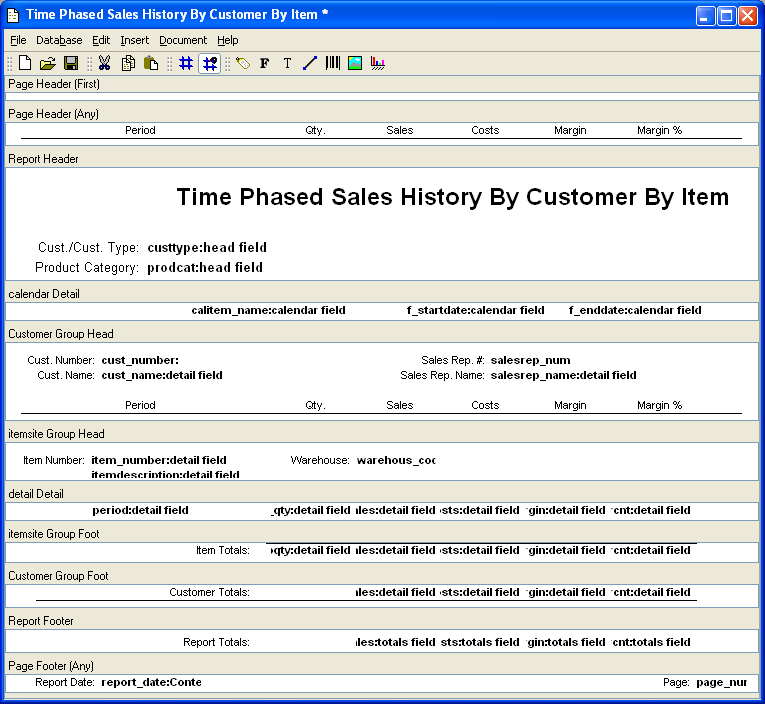 Time Phased Sales History By Customer By Item *
File Database Edit Insert Document Help
F T
Page Header (First)
Page Header (Any)
Period Qty. Sales Costs Margin Margin %
Report Header
Time Phased Sales History By Customer By Item
Cust./Cust. Type: custtype:head field
Product Category: prodcat:head field
calendar Detail
calitem_name:calendar field f_startdate:calendar field f_enddate:calendar field
Customer Group Head
Cust. Number: cust_number: Sales Rep. #: salesrep_num
Cust. Name: cust_name:detail field Sales Rep. Name: salesrep_name:detail field
Period Qty. Sales Costs Margin Margin %
itemsite Group Head
Item Number: item_number:detail field Warehouse: warehous_coc
itemdescription:detail field
detail Detail
period:detail field _qty:detail field les:detail field sts:detail field gin:detail field cnt:detail field
itemsite Group Foot
Item Totals: qty:detail field les:detail field sts:detail field gin:detail field cnt:detail field
Customer Group Foot
Customer Totals: les:detail field sts:detail field gin:detail field cnt:detail field
Report Footer
Report Totals: les:totals field sts:totals field gin:totals field cnt:totals field
Page Footer (Any)
Report Date: report_date:Conte Page: page_nur